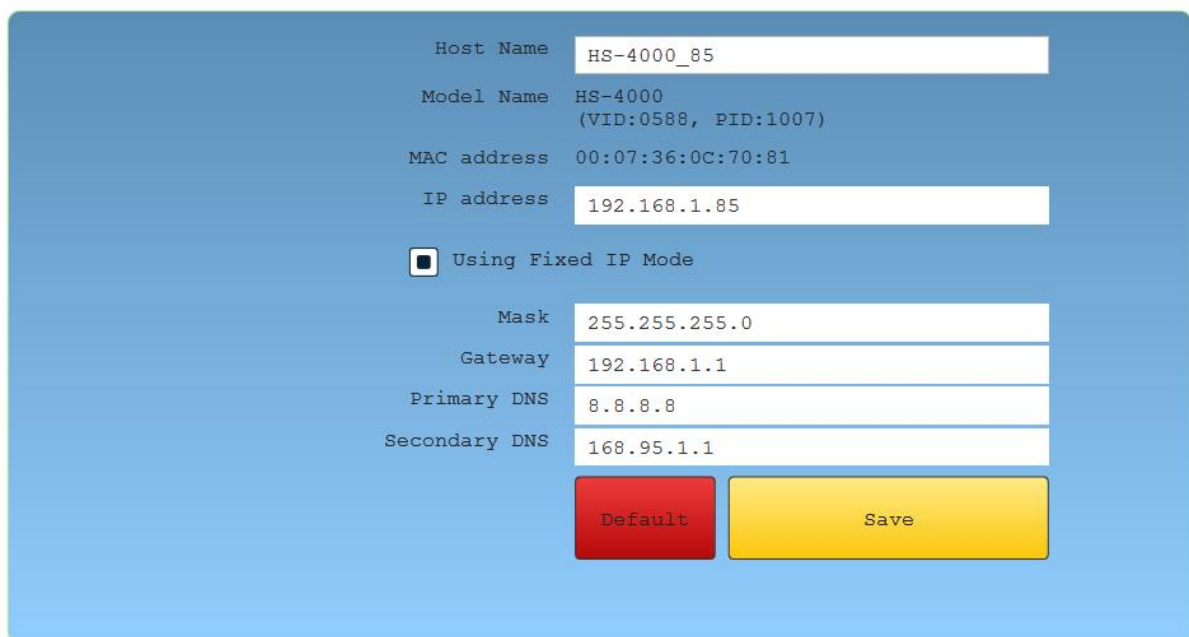 Host Name HS-4000_85
Model Name HS-4000
(VID:0588, PID:1007)
MAC address 00:07:36:0C:70:81
IP address 192.168.1.85
Using Fixed IP Mode
Mask 255.255.255.0
Gateway 192.168.1.1
Primary DNS 8.8.8.8
Secondary DNS 168.95.1.1
Default Save